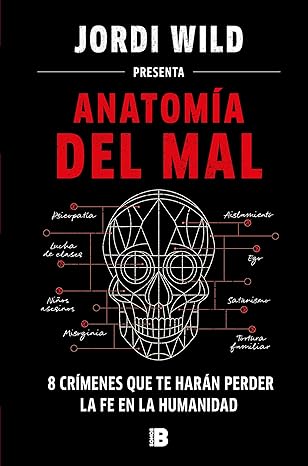 JORDI WILD
PRESENTA
ANATOMÍA
DEL MAL
Psicopatía
Aislamiento
Lucha
de clases
Ego
Niños
asesinos
Satanismo
Misoginia
Tortura
familiar
8 CRÍMENES QUE TE HARÁN PERDER
LA FE EN LA HUMANIDAD
SOMOS B